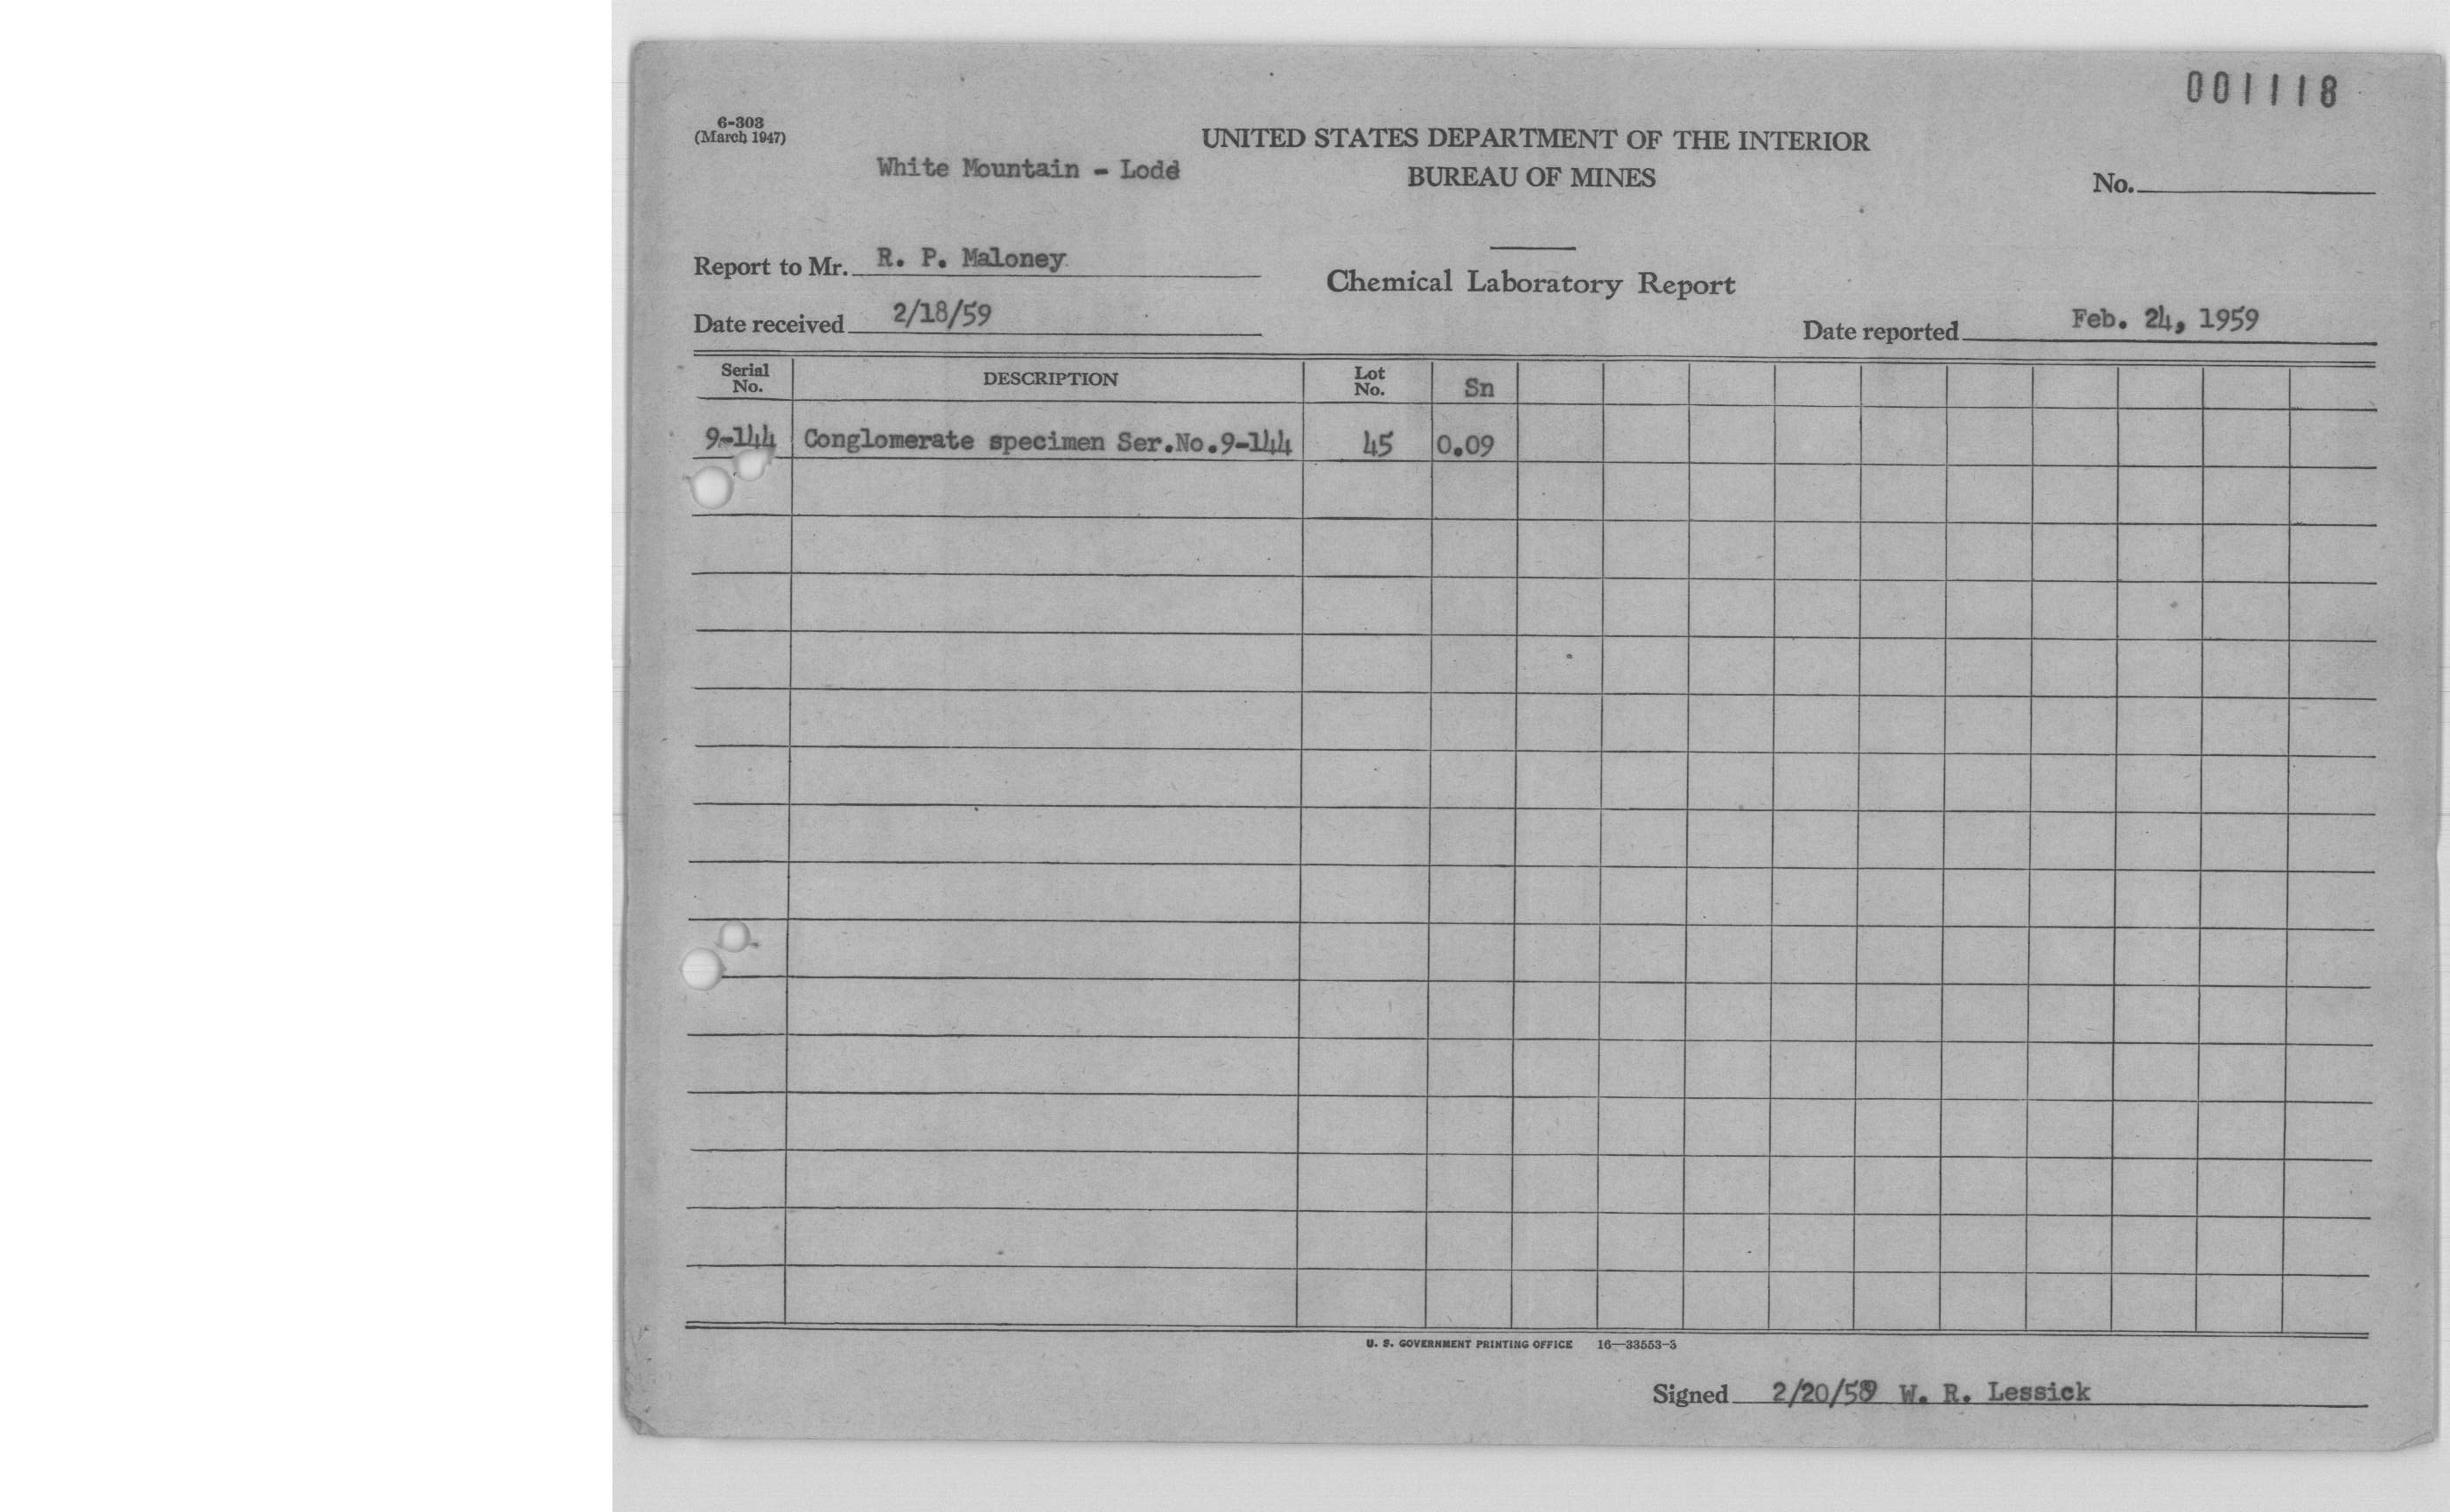 001118
6-303
(March 1947)
UNITED STATES DEPARTMENT OF THE INTERIOR
White Mountain - Lode
BUREAU OF MINES
No.
Report to Mr. R. P. Maloney
Chemical Laboratory Report
Date received 2/18/59
Date reported Feb. 24, 1959
Serial No. DESCRIPTION Lot No. Sn
9-144 Conglomerate specimen Ser.No.9-144 45 0.09
U. S. GOVERNMENT PRINTING OFFICE 16—33553-3
Signed 2/20/59 W. R. Lessick